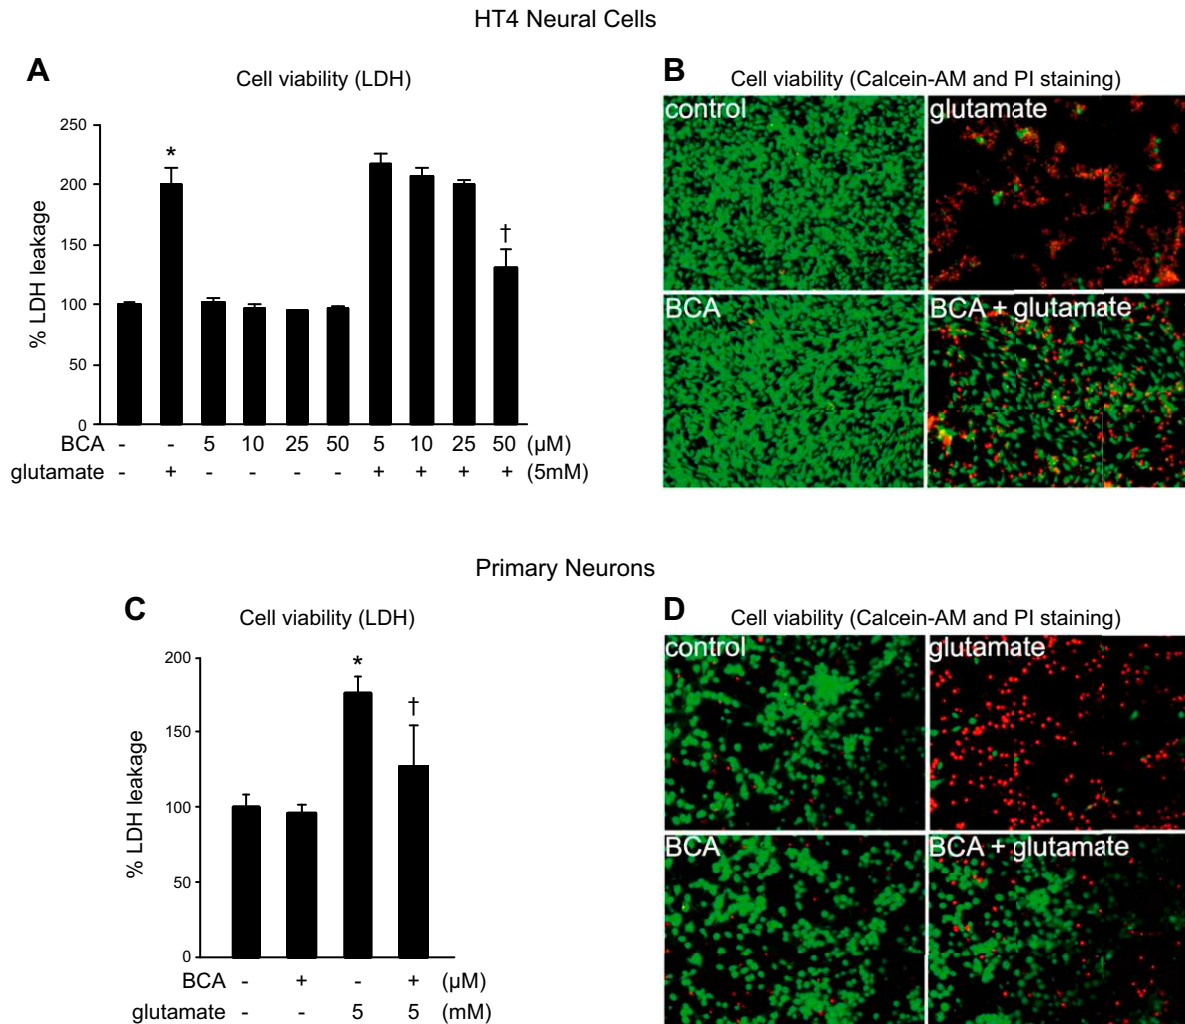 HT4 Neural Cells
A
Cell viability (LDH)
250
200
150
100
50
0
% LDH leakage
*
†
BCA - - 5 10 25 50 5 10 25 50 (µM)
glutamate - + - - - - + + + + (5mM)
B
Cell viability (Calcein-AM and PI staining)
control
glutamate
BCA
BCA + glutamate
Primary Neurons
C
Cell viability (LDH)
200
150
100
50
0
% LDH leakage
*
†
BCA - + - + (µM)
glutamate - - 5 5 (mM)
D
Cell viability (Calcein-AM and PI staining)
control
glutamate
BCA
BCA + glutamate